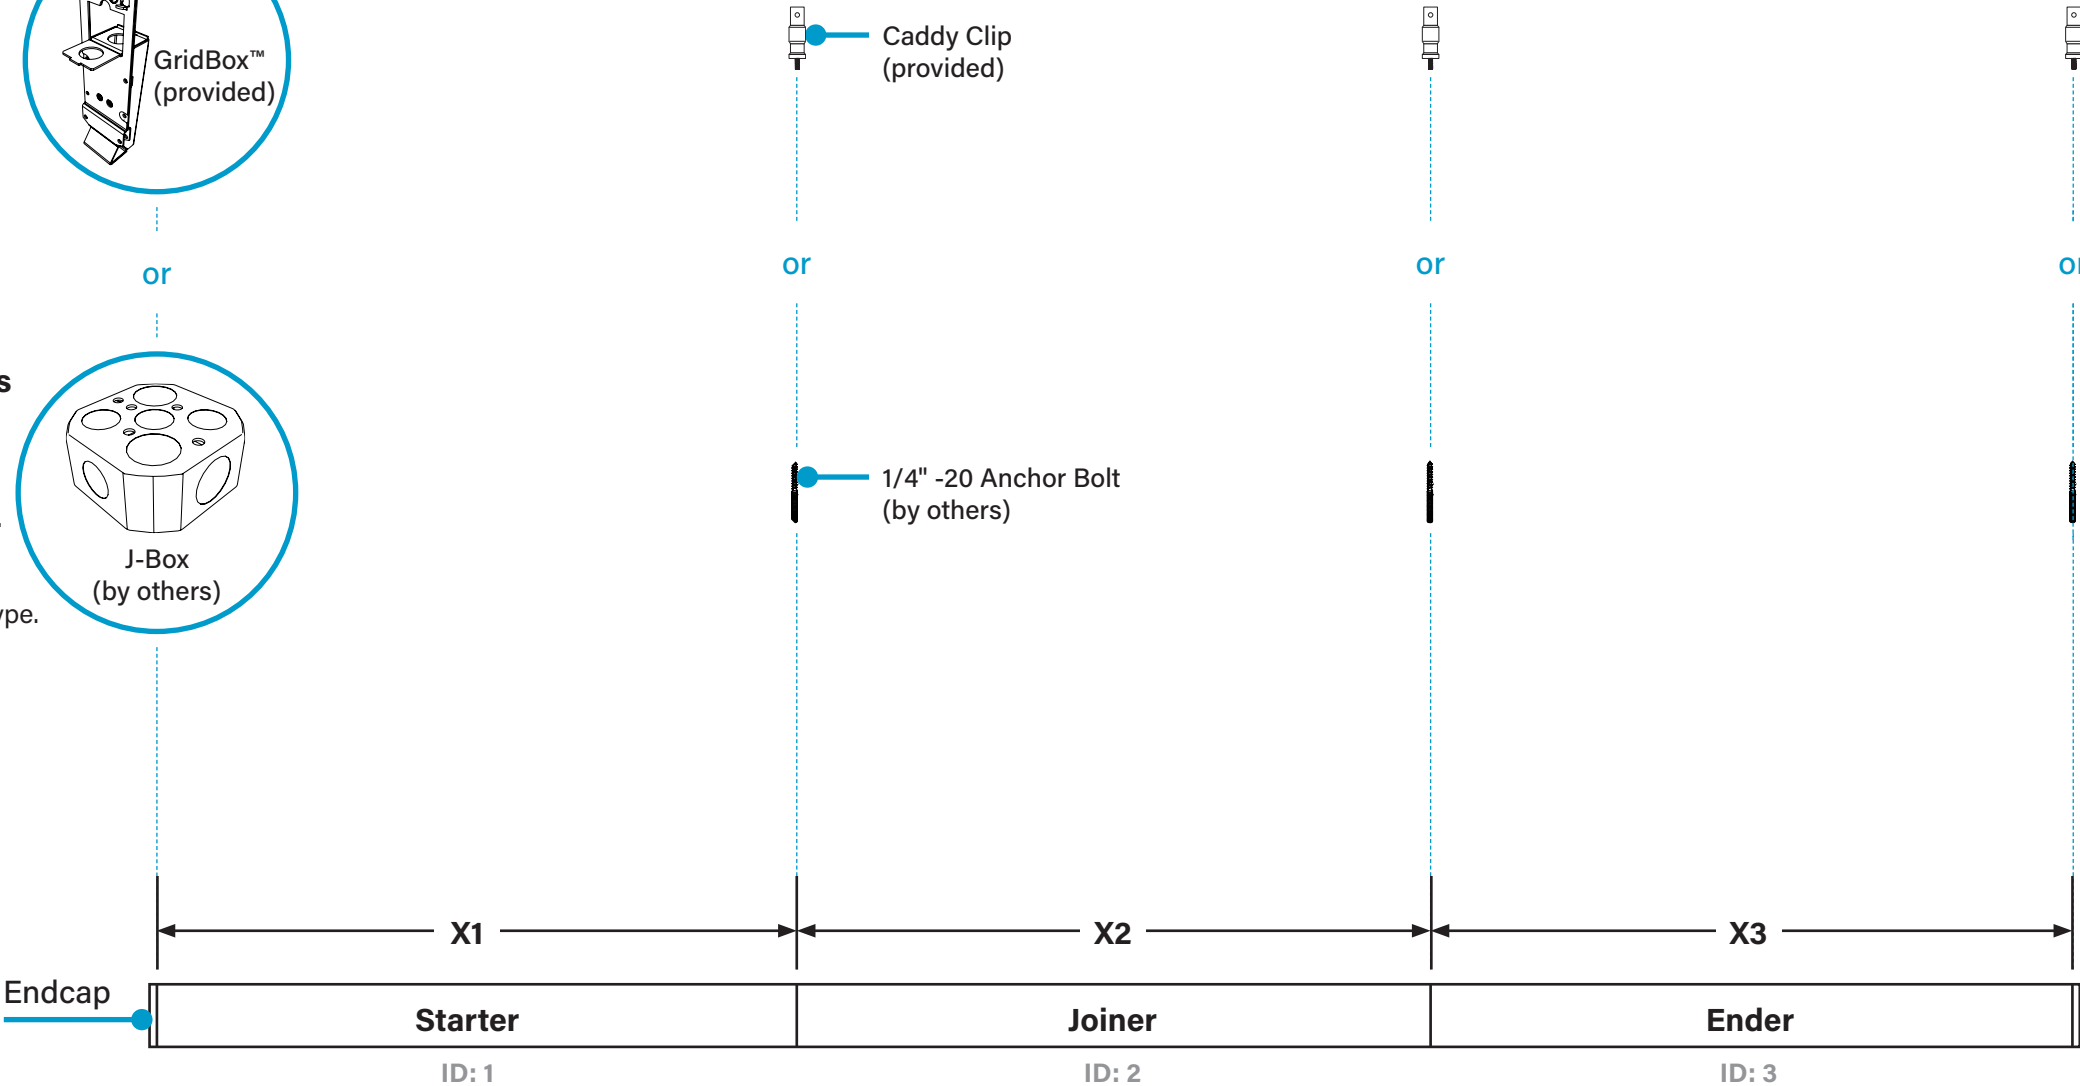 GridBox™
(provided)
Caddy Clip
(provided)
or
or
or
or
s
1/4" -20 Anchor Bolt
(by others)
J-Box
(by others)
ype.
X1
X2
X3
Endcap
Starter
Joiner
Ender
ID: 1
ID: 2
ID: 3